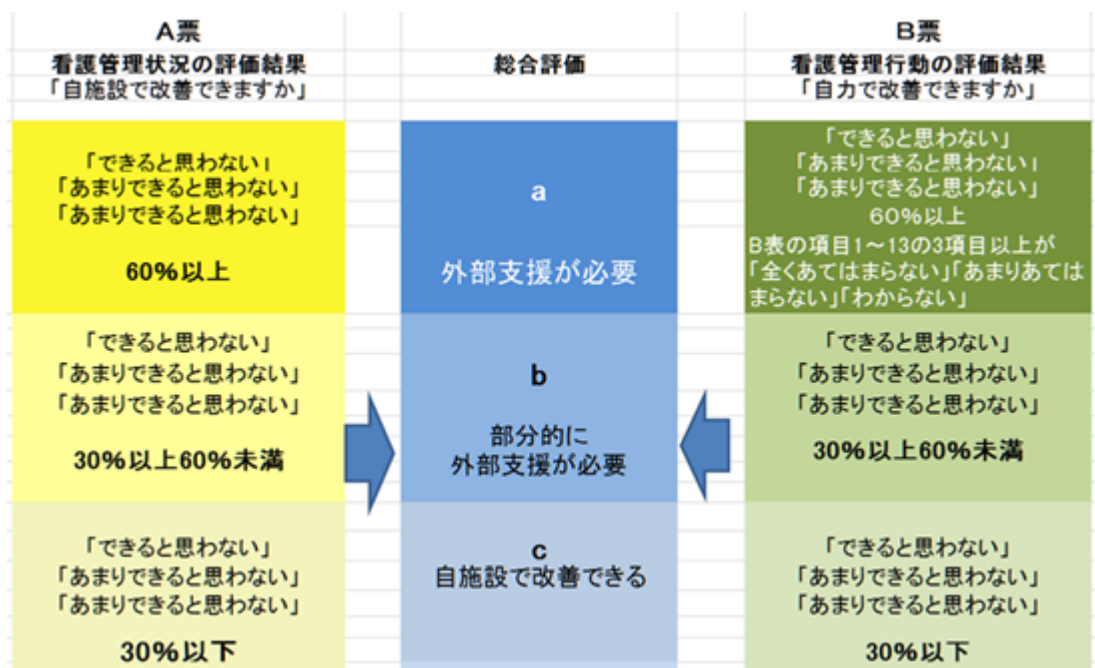 A票
看護管理状況の評価結果
「自施設で改善できますか」
「できると思わない」
「あまりできると思わない」
「あまりできると思わない」
60%以上
「できると思わない」
「あまりできると思わない」
「あまりできると思わない」
30%以上60%未満
「できると思わない」
「あまりできると思わない」
「あまりできると思わない」
30%以下
総合評価
a
外部支援が必要
b
部分的に
外部支援が必要
c
自施設で改善できる
B票
看護管理行動の評価結果
「自力で改善できますか」
「できると思わない」
「あまりできると思わない」
「あまりできると思わない」
60%以上
B表の項目1～13の3項目以上が
「全くあてはまらない」「あまりあては
まらない」「わからない」
「できると思わない」
「あまりできると思わない」
「あまりできると思わない」
30%以上60%未満
「できると思わない」
「あまりできると思わない」
「あまりできると思わない」
30%以下